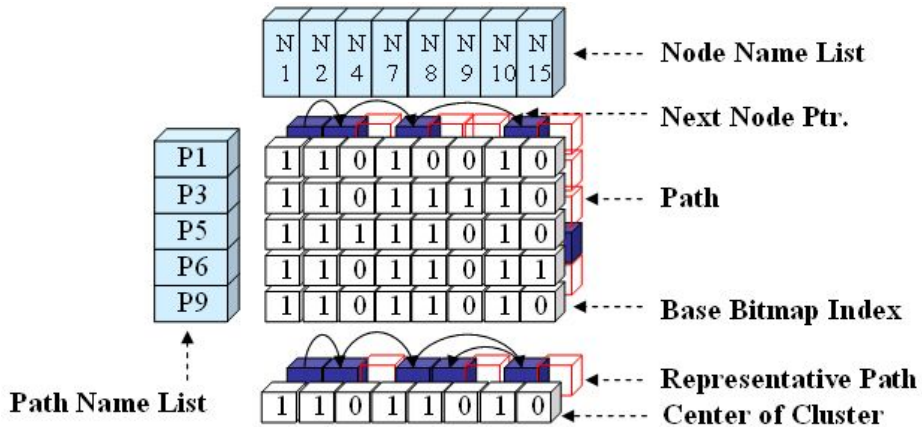 N N N N N N N N
1 2 4 7 8 9 10 15
Node Name List
Next Node Ptr.
P1
1 1 0 1 0 0 1 0
P3
1 1 0 1 1 1 1 0
Path
P5
1 1 1 1 1 0 1 0
P6
1 1 0 1 1 0 1 1
P9
1 1 0 1 1 0 1 0
Base Bitmap Index
Path Name List
Representative Path
1 1 0 1 1 0 1 0
Center of Cluster